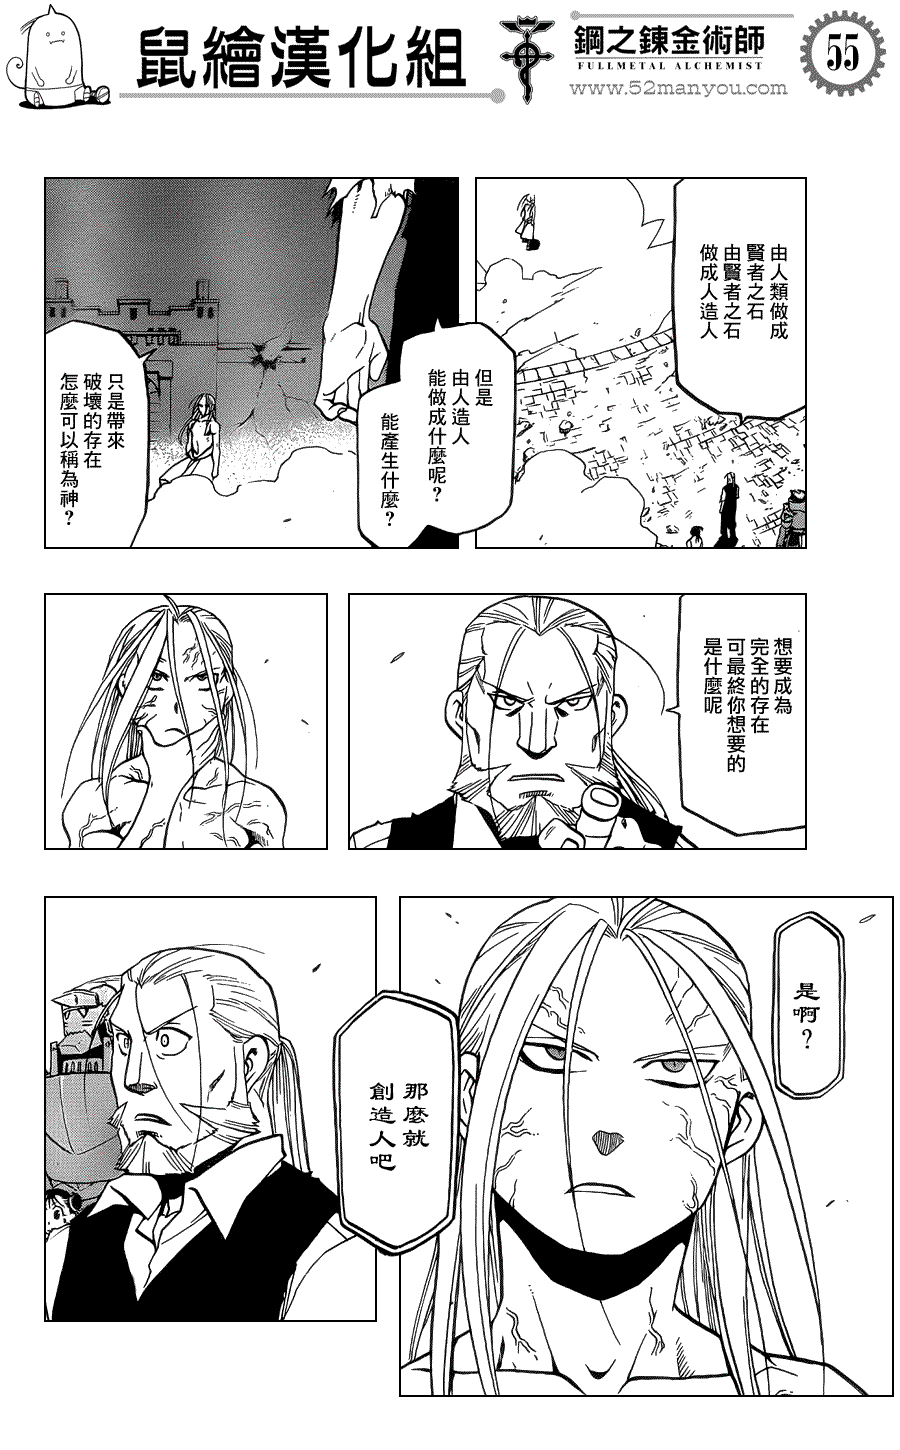 鼠繪漢化組
鋼之鍊金術師
FULLMETAL ALCHEMIST
www.52manyou.com
55
由人類做成
賢者之石
由賢者之石
做成人造人
但是
由人造人
能做成什麼呢？
能產生什麼？
只是帶來
破壞的存在
怎麼可以稱為神？
想要成為
完全的存在
可最終你想要的
是什麼呢
是啊？
那麼就
創造人吧